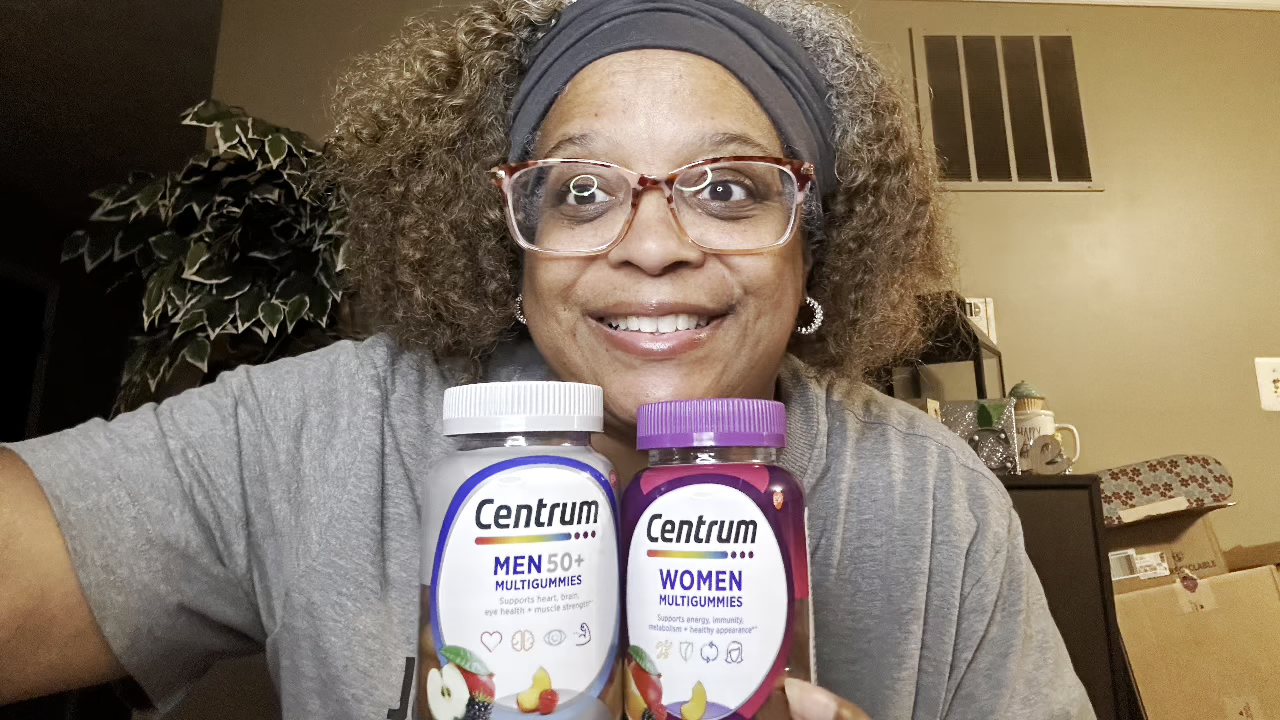 Centrum
MEN 50+
MULTIGUMMIES
Supports heart, brain,
eye health + muscle strength**
Centrum
WOMEN
MULTIGUMMIES
Supports energy, immunity,
metabolism + healthy appearance**
HAPPY
J